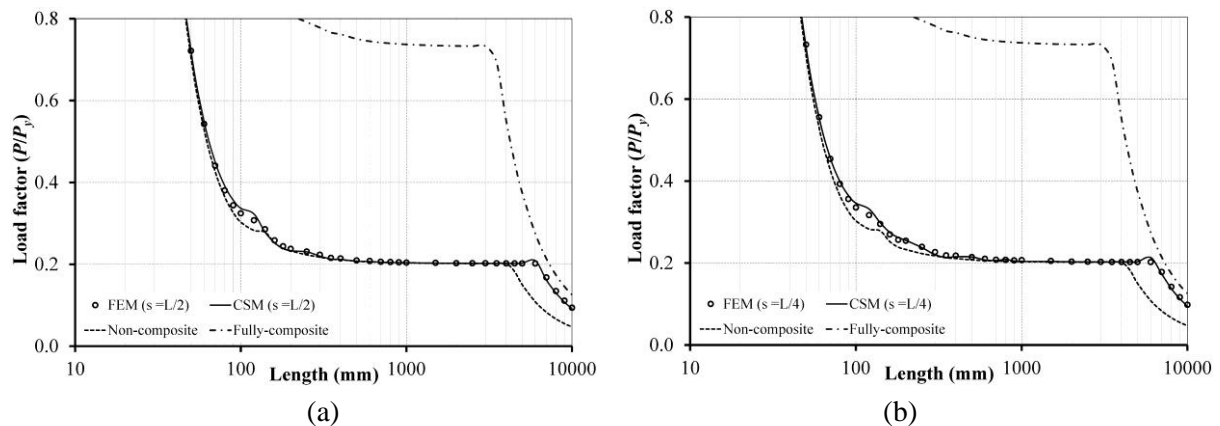 0.8
0.6
0.4
0.2
0.0
Load factor (P/Py)
FEM (s =L/2)
CSM (s=L/2)
Non-composite
Fully-composite
10
100
1000
10000
Length (mm)
(a)
0.8
0.6
0.4
0.2
0.0
Load factor (P/Py)
FEM (s =L/4)
CSM (s=L/4)
Non-composite
Fully-composite
10
100
1000
10000
Length (mm)
(b)